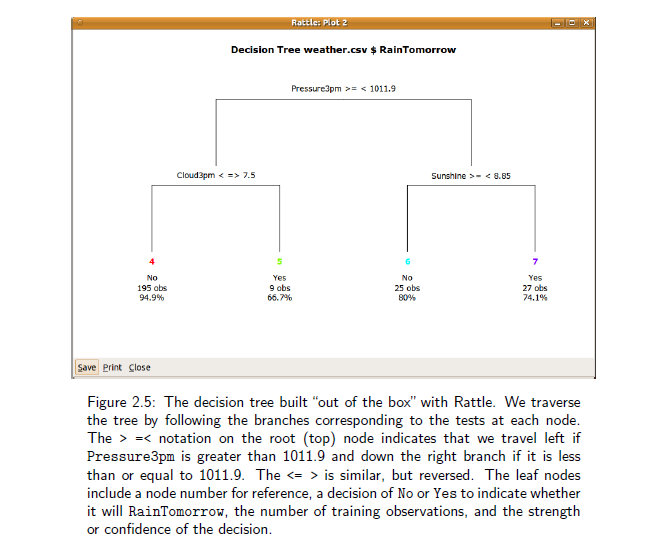 Rattle: Plot 2
Decision Tree weather.csv $ RainTomorrow
Pressure3pm >= < 1011.9
Cloud3pm < => 7.5
Sunshine >= < 8.85
4
5
6
7
No
Yes
No
Yes
195 obs
9 obs
25 obs
27 obs
94.9%
66.7%
80%
74.1%
Save Print Close
Figure 2.5: The decision tree built “out of the box” with Rattle. We traverse
the tree by following the branches corresponding to the tests at each node.
The > =< notation on the root (top) node indicates that we travel left if
Pressure3pm is greater than 1011.9 and down the right branch if it is less
than or equal to 1011.9. The <= > is similar, but reversed. The leaf nodes
include a node number for reference, a decision of No or Yes to indicate whether
it will RainTomorrow, the number of training observations, and the strength
or confidence of the decision.